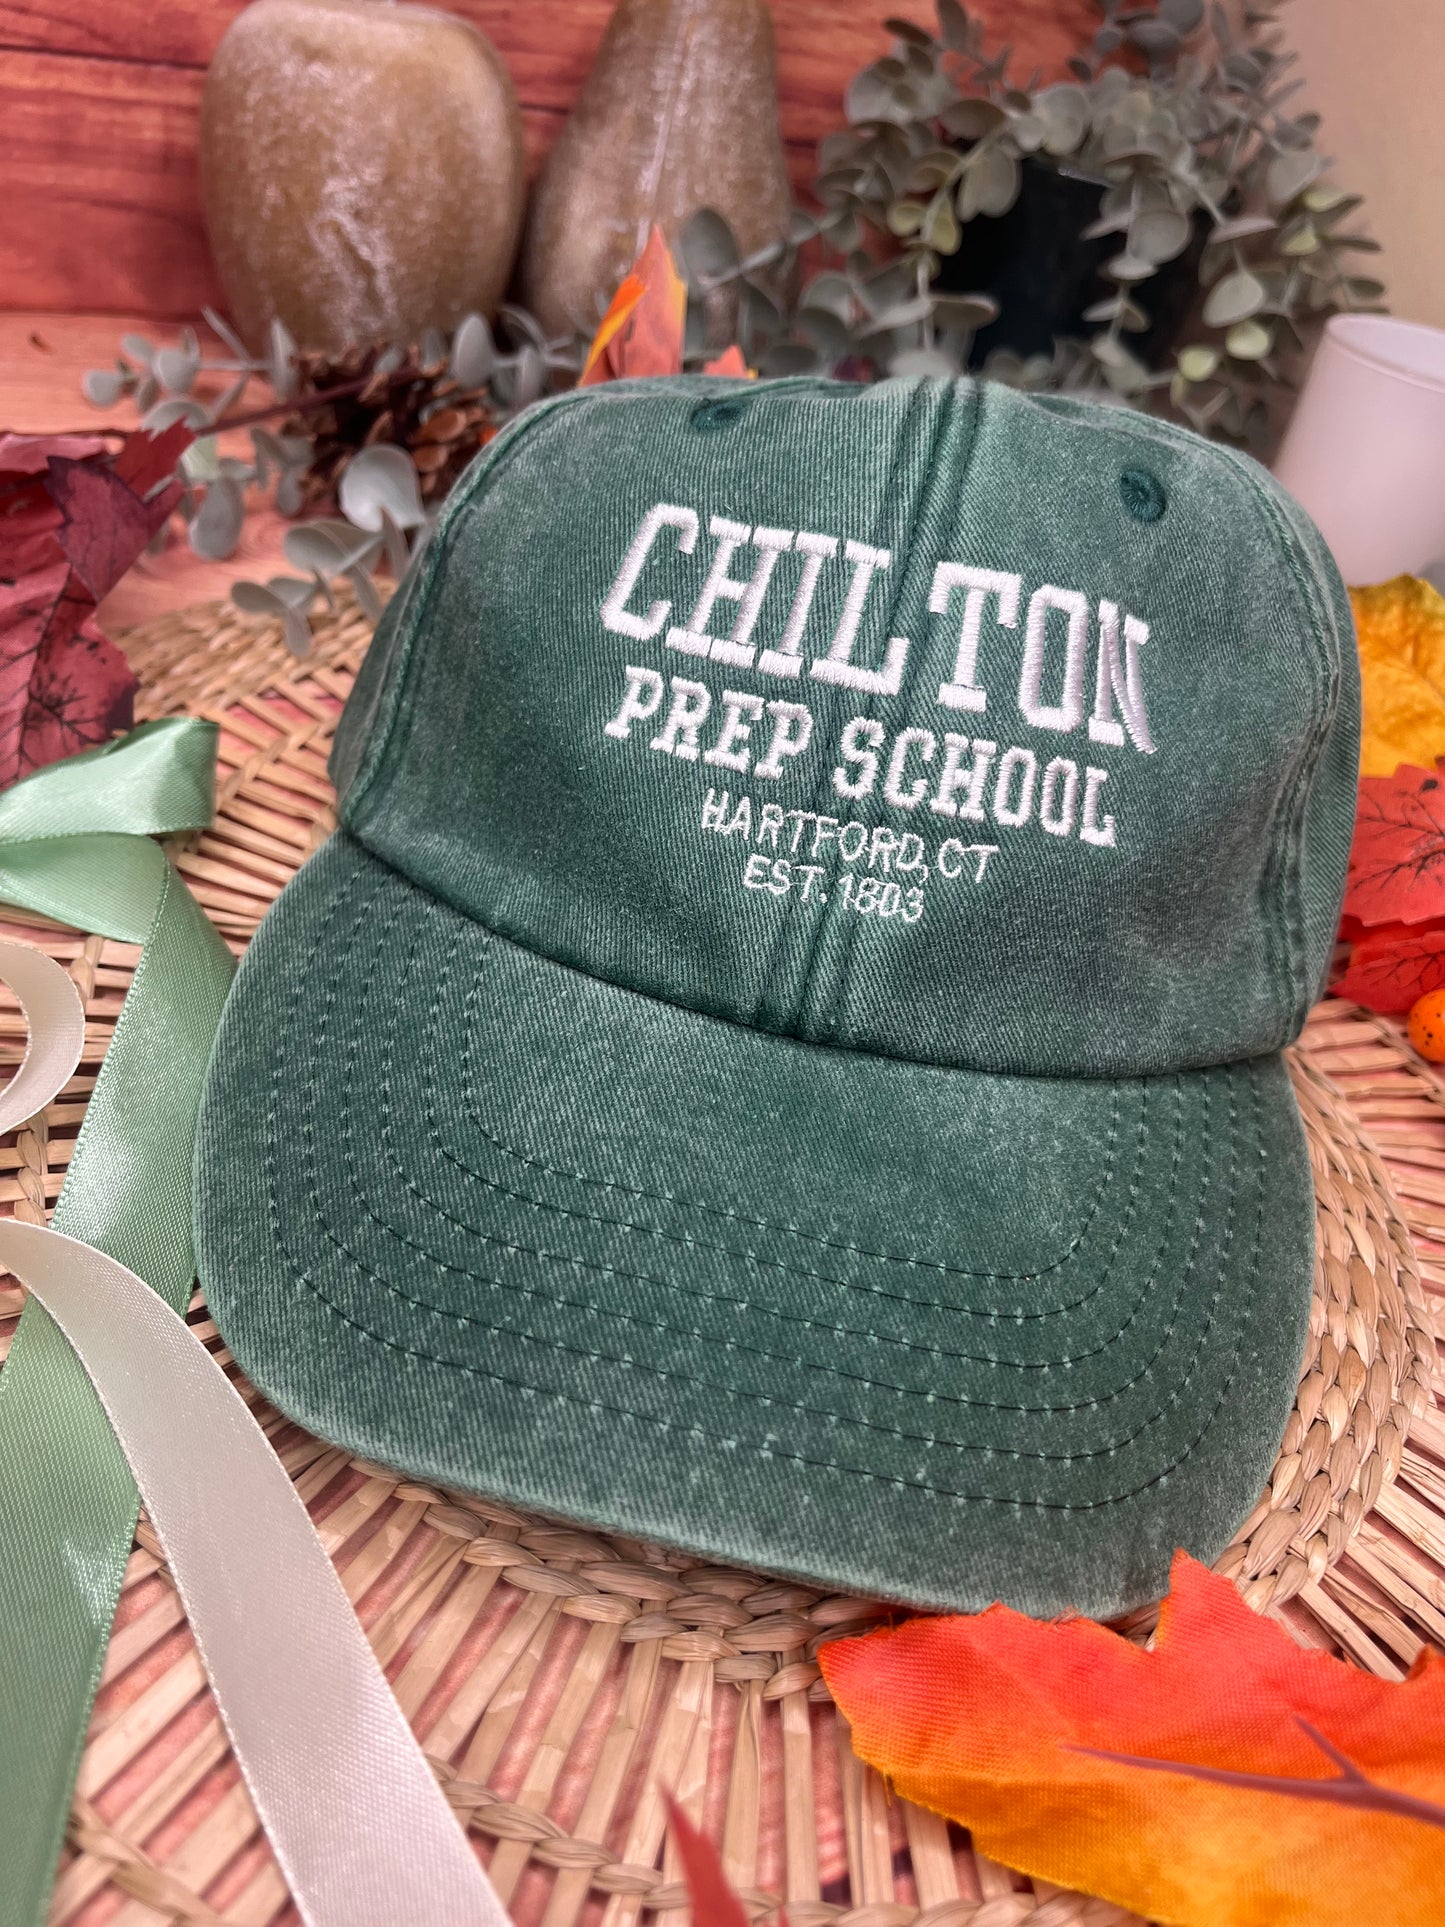 CHILTON
PREP SCHOOL
HARTFORD, CT
EST. 1803